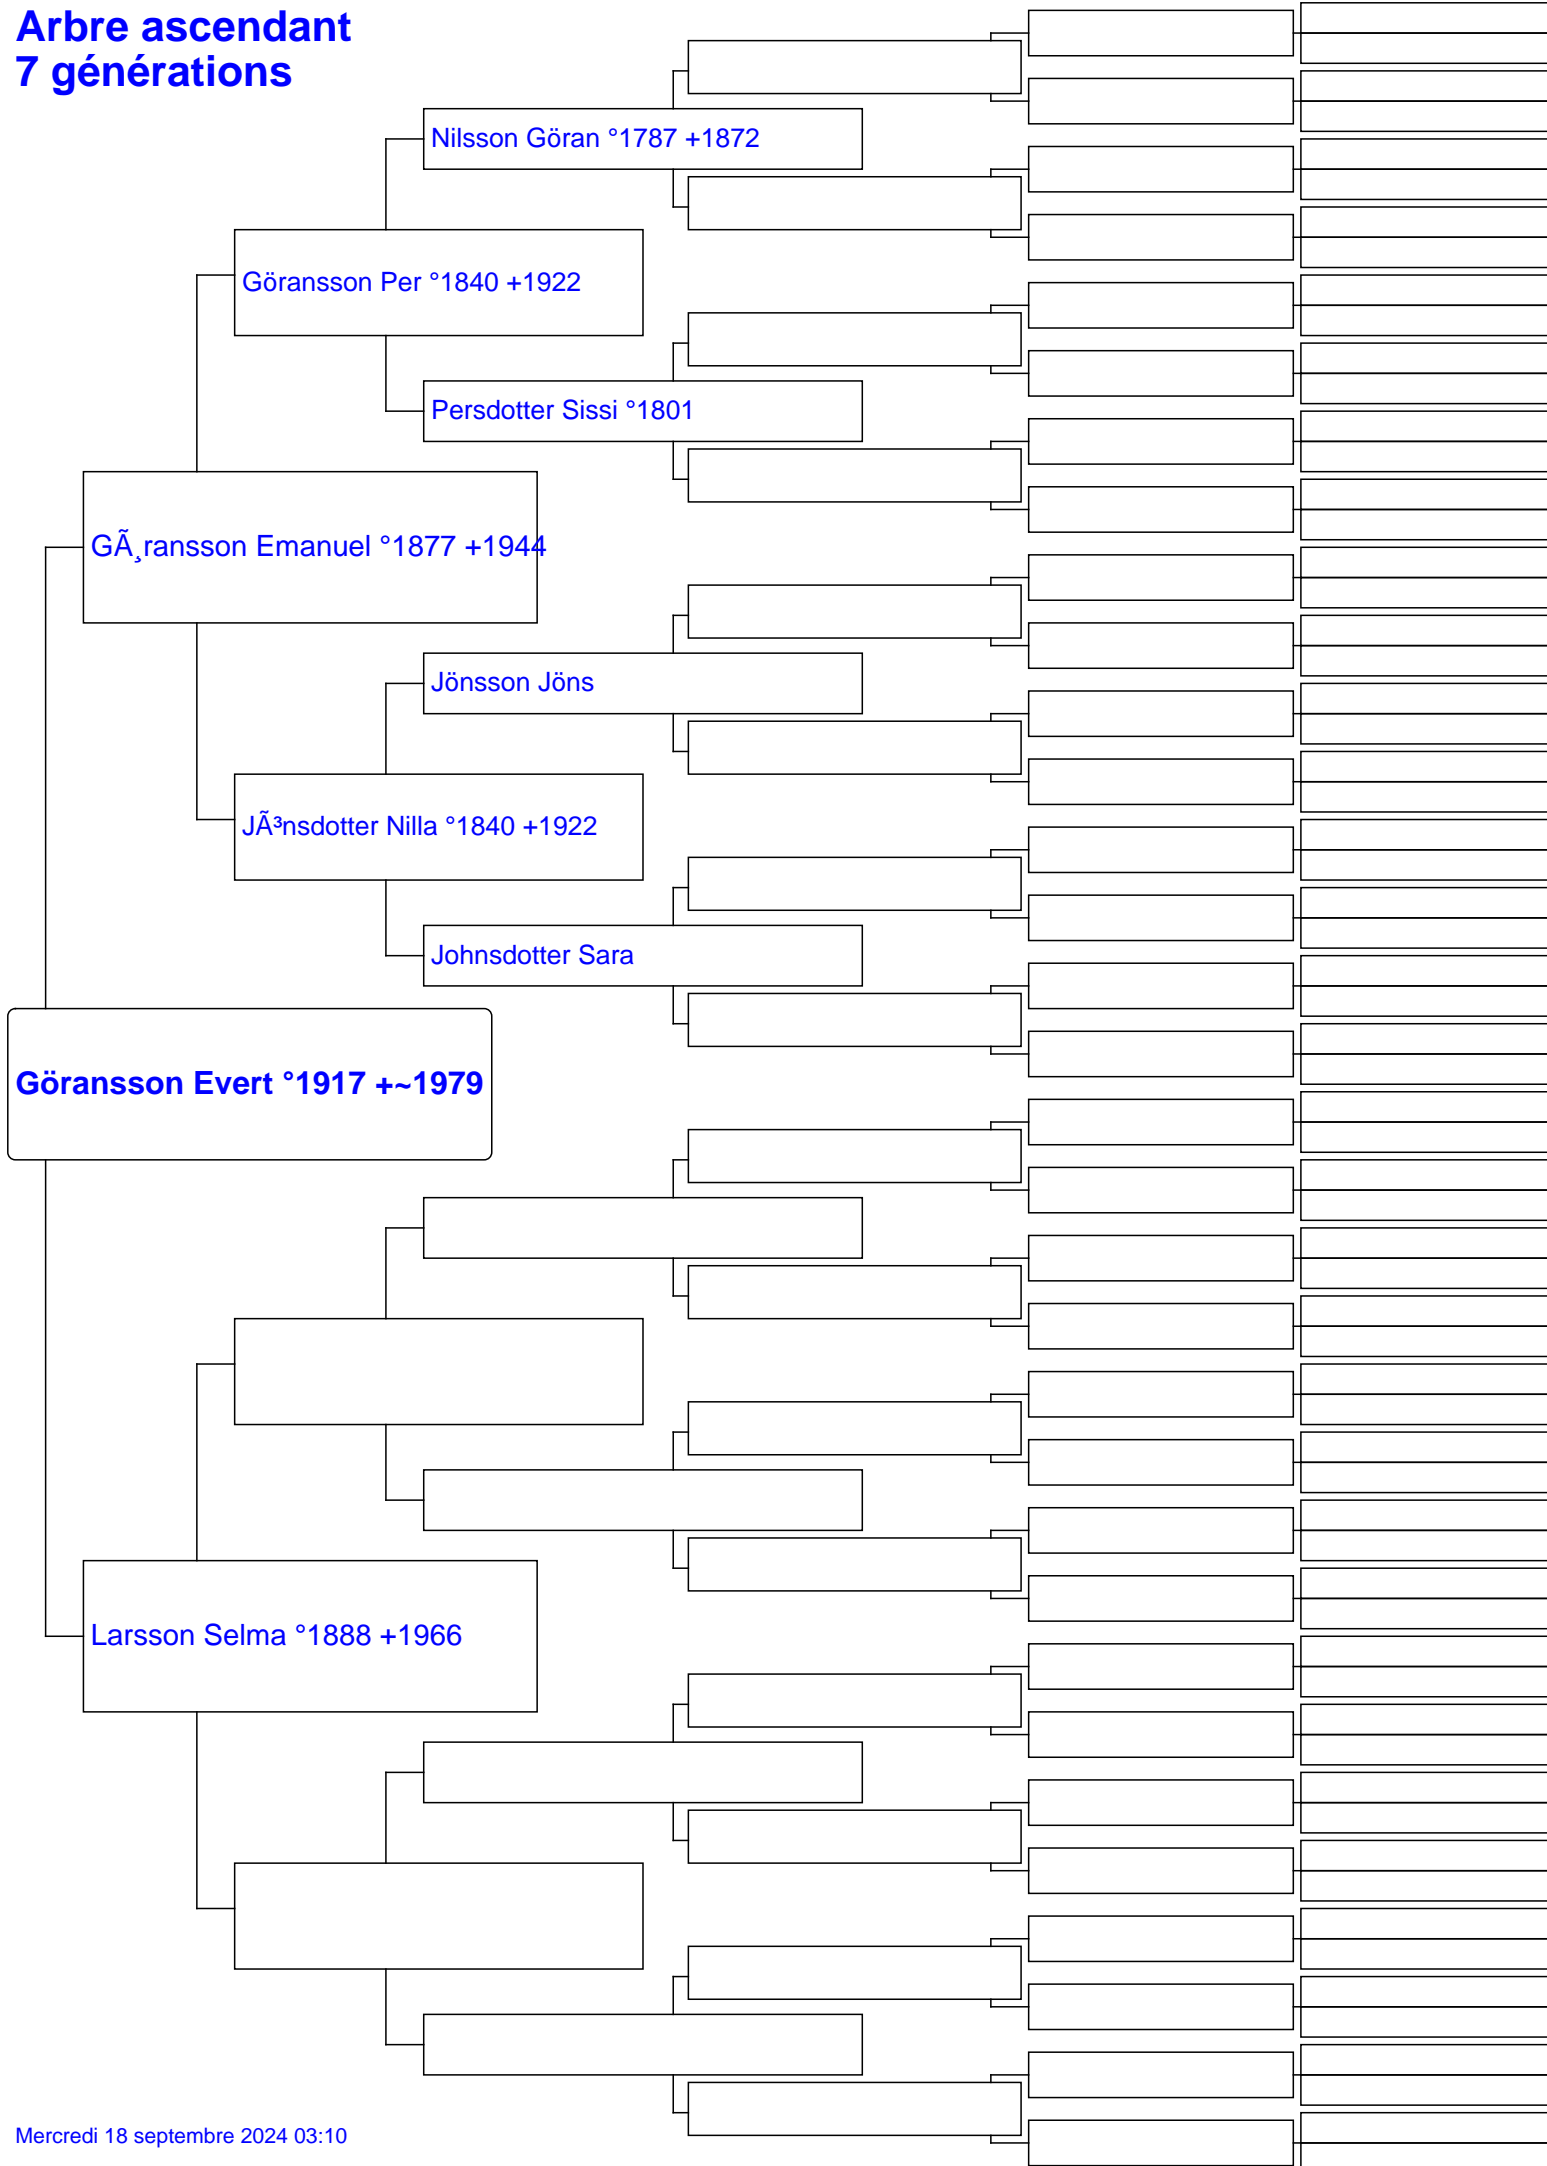 Arbre ascendant
7 générations
Nilsson Göran °1787 +1872
Göransson Per °1840 +1922
Persdotter Sissi °1801
GÃ¸ransson Emanuel °1877 +1944
Jönsson Jöns
JÃ³nsdotter Nilla °1840 +1922
Johnsdotter Sara
Göransson Evert °1917 +~1979
Larsson Selma °1888 +1966
Mercredi 18 septembre 2024 03:10